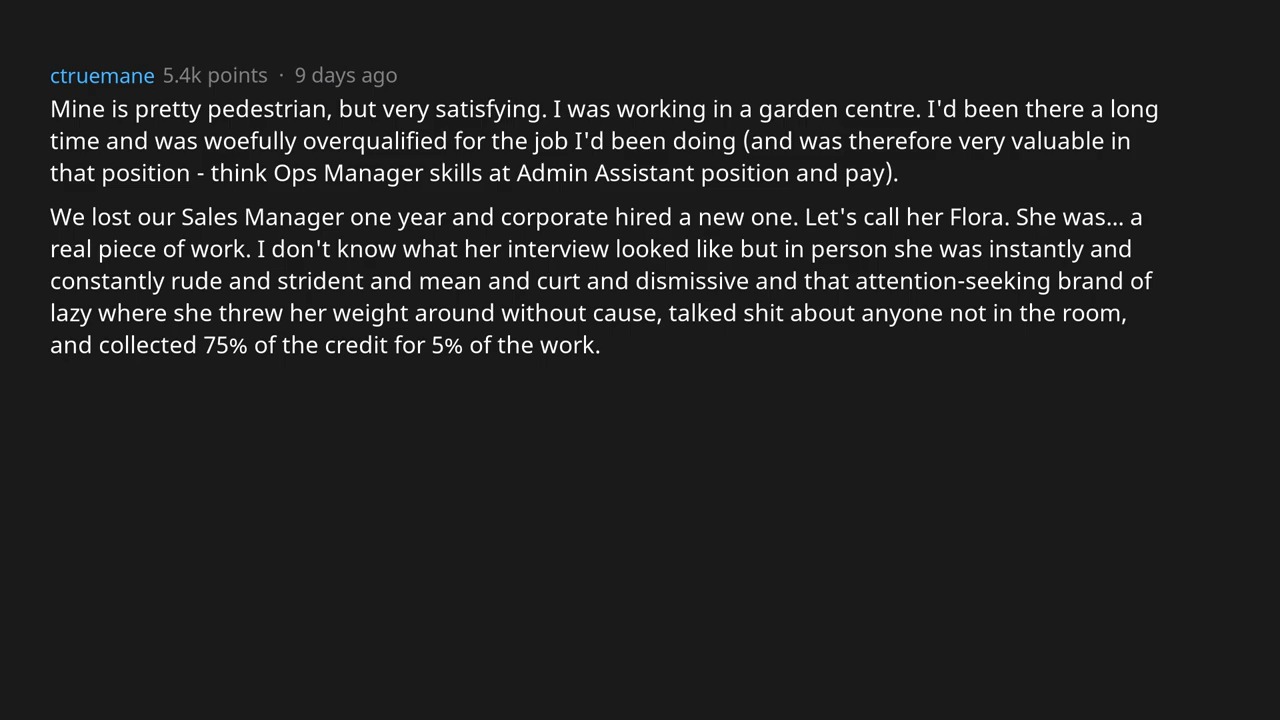 ctruemane 5.4k points · 9 days ago
Mine is pretty pedestrian, but very satisfying. I was working in a garden centre. I'd been there a long
time and was woefully overqualified for the job I'd been doing (and was therefore very valuable in
that position - think Ops Manager skills at Admin Assistant position and pay).
We lost our Sales Manager one year and corporate hired a new one. Let's call her Flora. She was... a
real piece of work. I don't know what her interview looked like but in person she was instantly and
constantly rude and strident and mean and curt and dismissive and that attention-seeking brand of
lazy where she threw her weight around without cause, talked shit about anyone not in the room,
and collected 75% of the credit for 5% of the work.